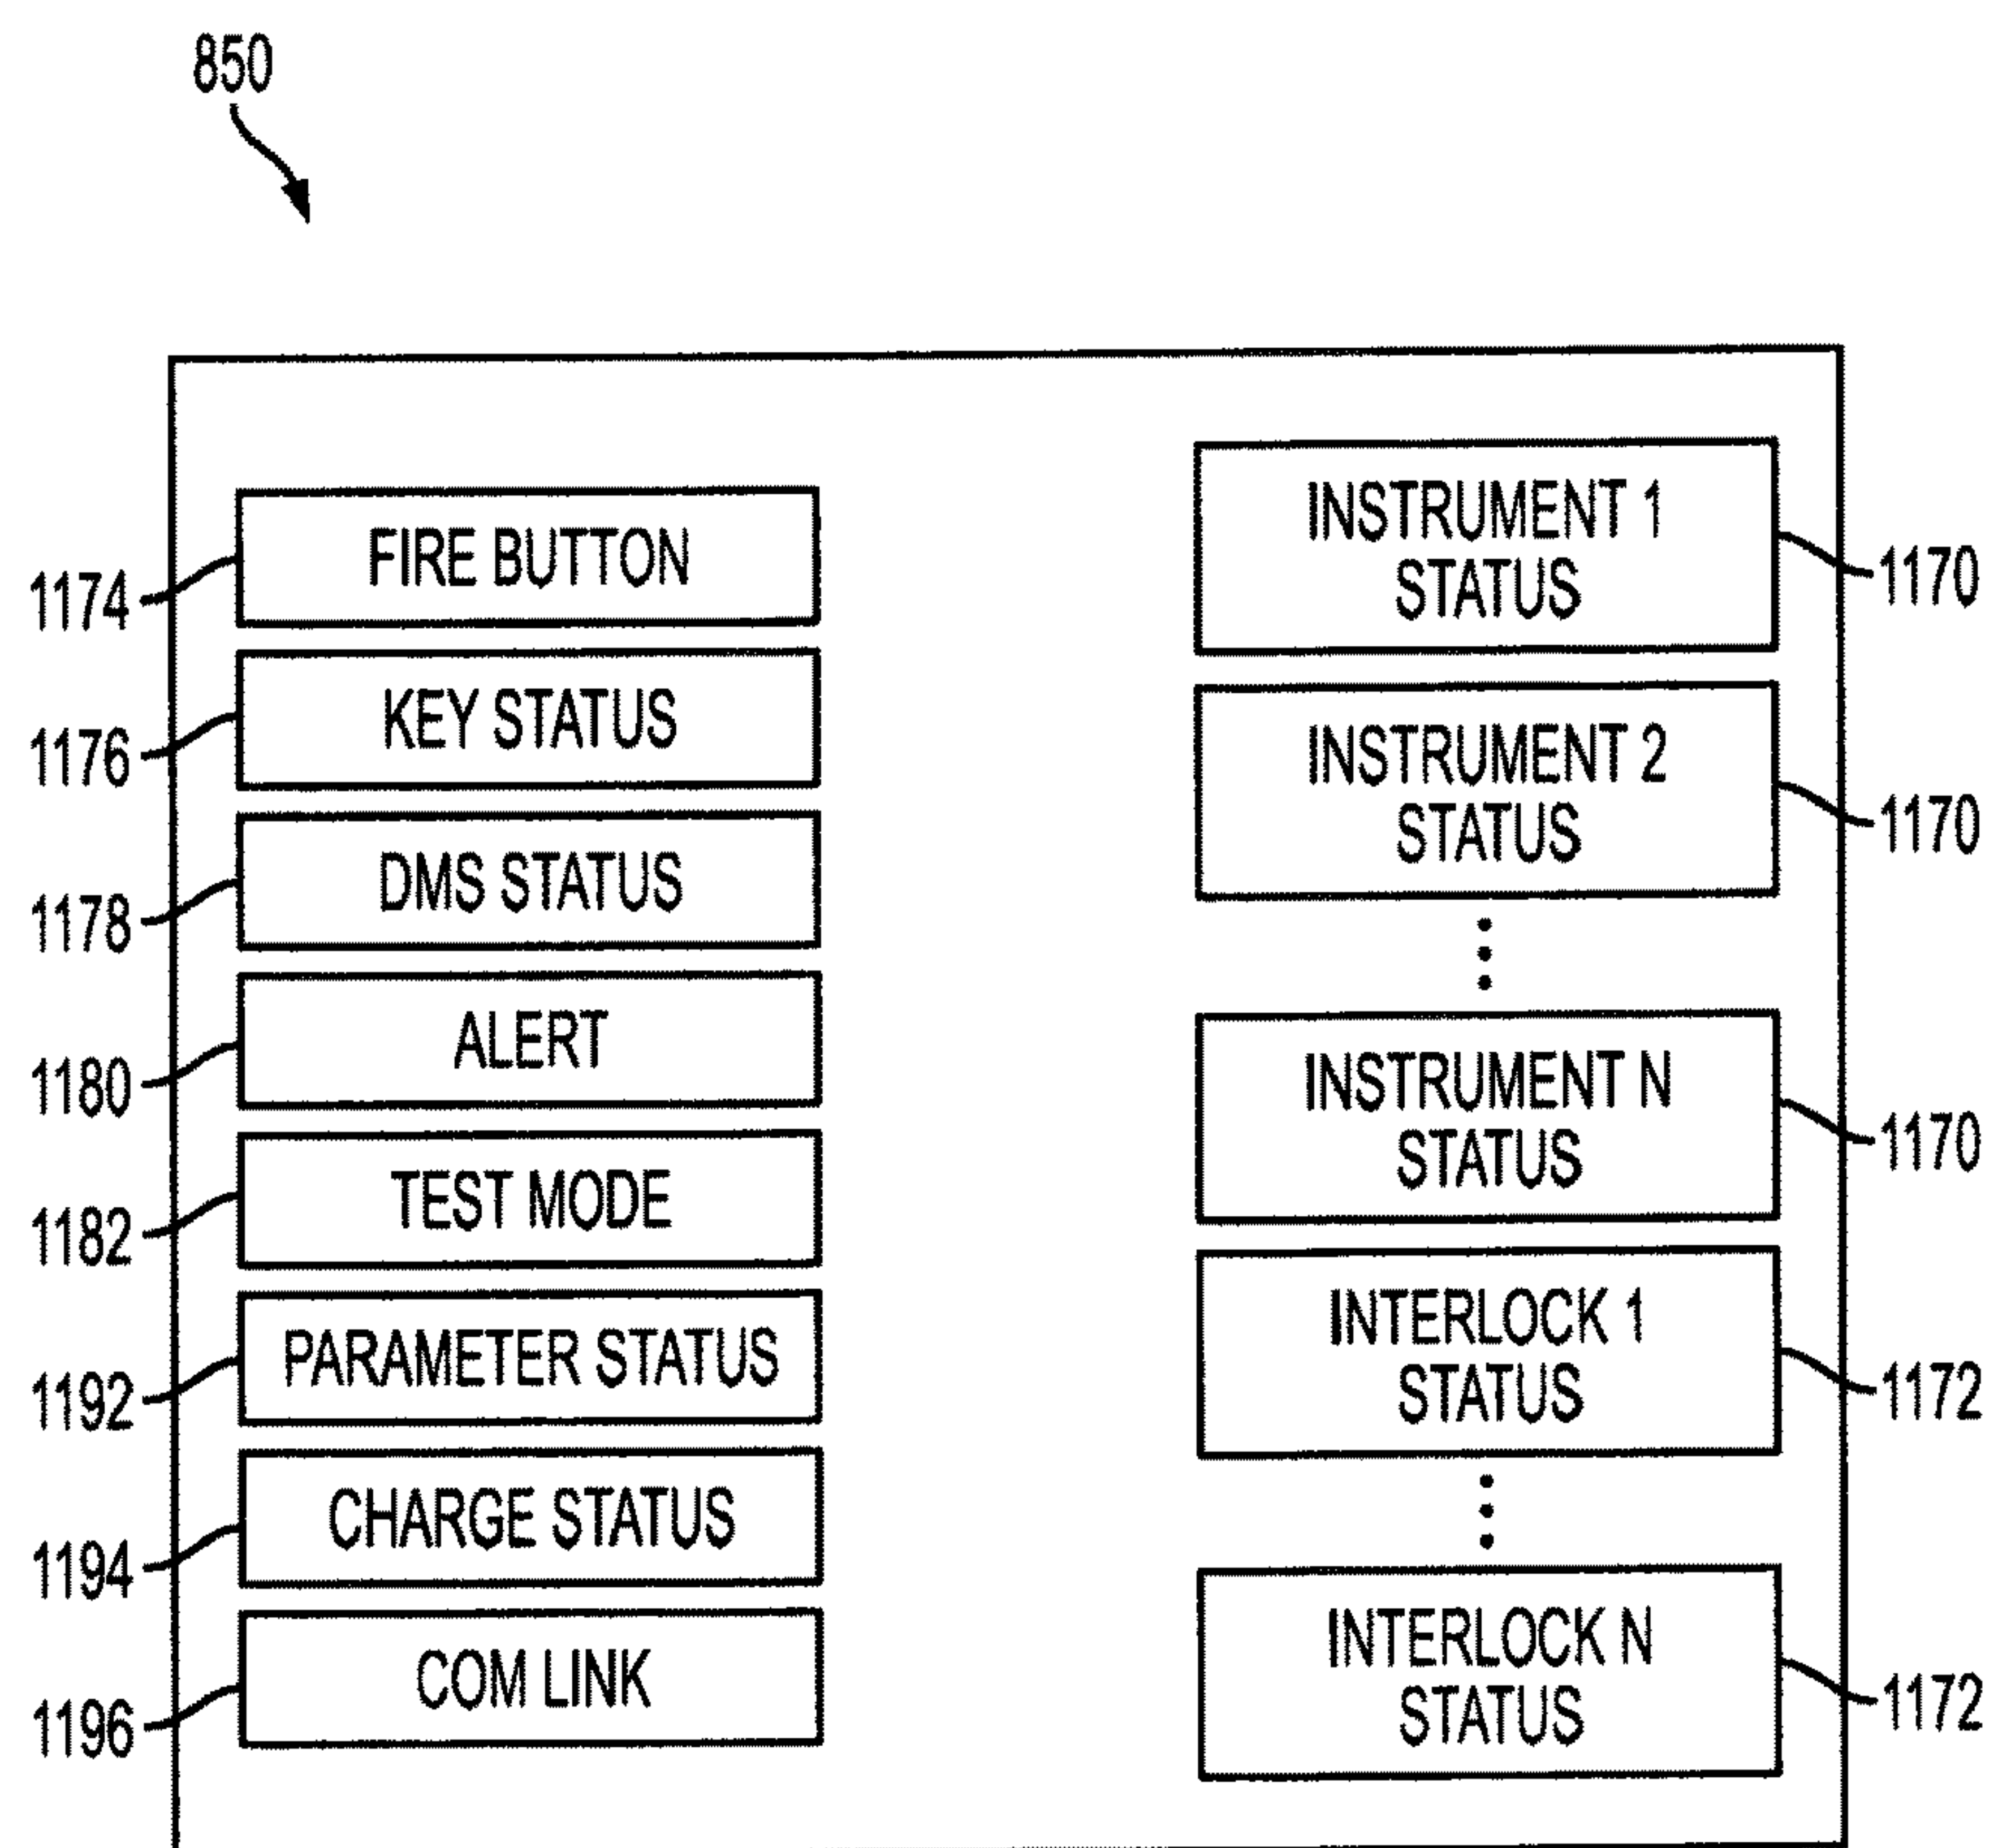 850
1174
FIRE BUTTON
1176
KEY STATUS
1178
DMS STATUS
1180
ALERT
1182
TEST MODE
1192
PARAMETER STATUS
1194
CHARGE STATUS
1196
COM LINK
INSTRUMENT 1
STATUS
1170
INSTRUMENT 2
STATUS
1170
INSTRUMENT N
STATUS
1170
INTERLOCK 1
STATUS
1172
INTERLOCK N
STATUS
1172